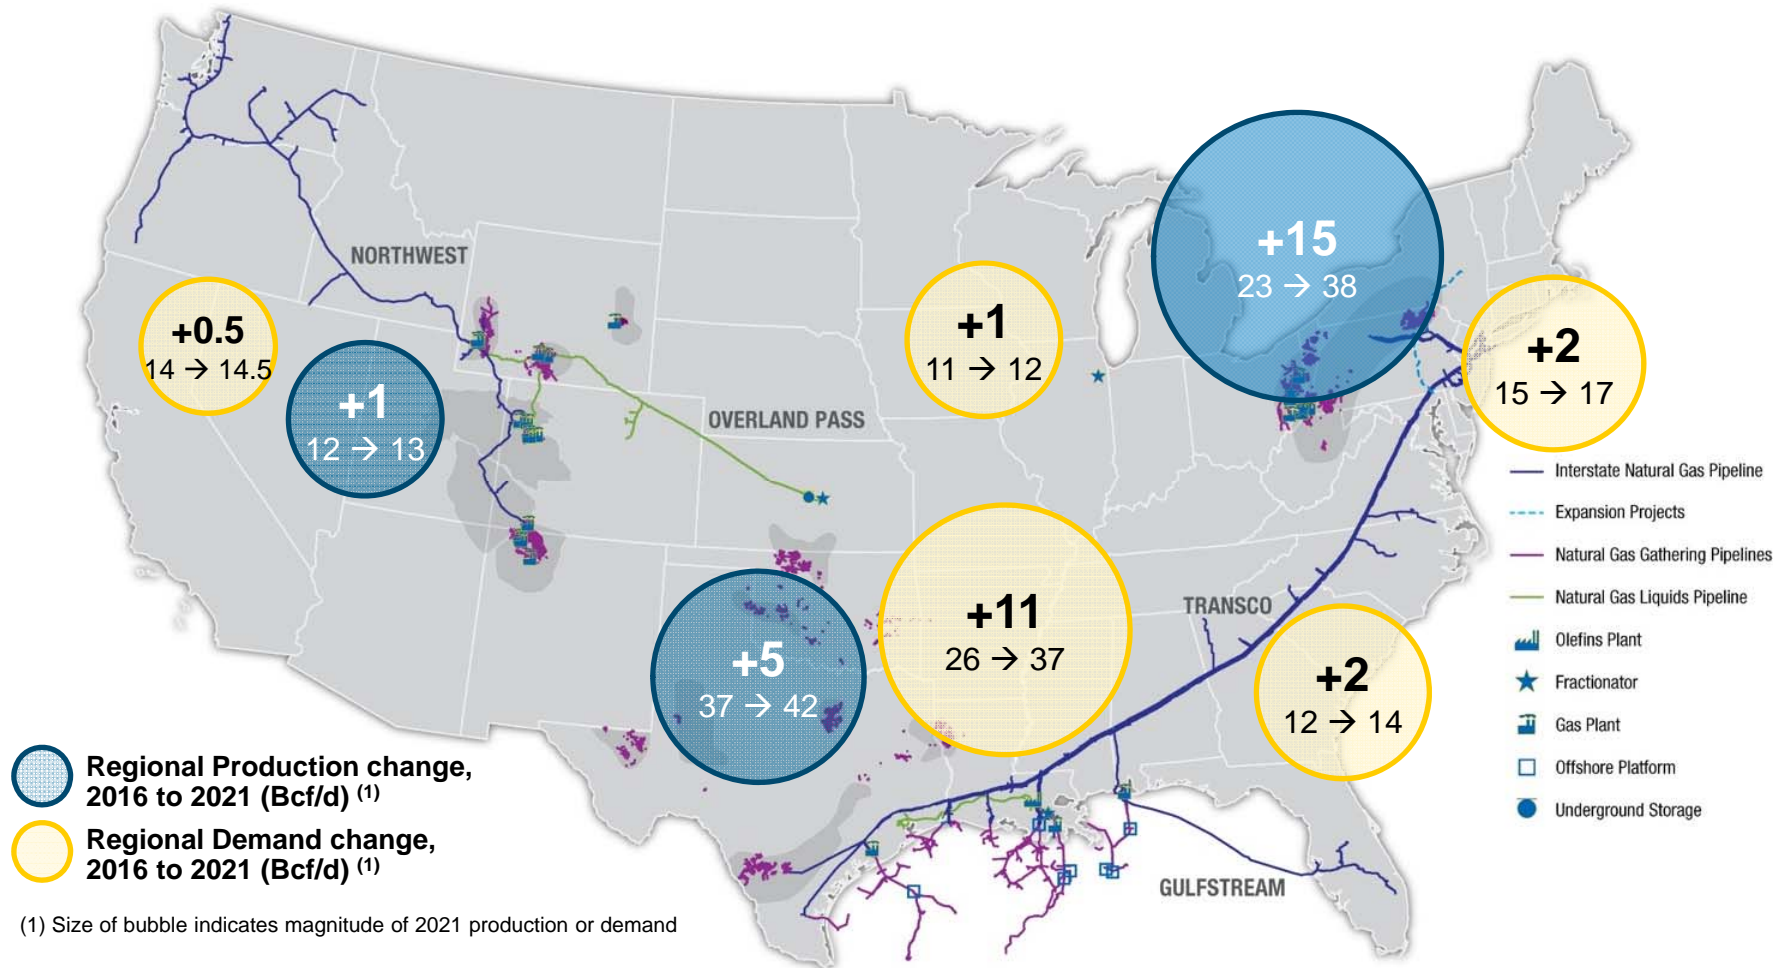 NORTHWEST
+0.5
14 → 14.5
+1
12 → 13
OVERLAND PASS
+1
11 → 12
+15
23 → 38
+2
15 → 17
+5
37 → 42
+11
26 → 37
TRANSCO
+2
12 → 14
GULFSTREAM
Interstate Natural Gas Pipeline
Expansion Projects
Natural Gas Gathering Pipelines
Natural Gas Liquids Pipeline
Olefins Plant
Fractionator
Gas Plant
Offshore Platform
Underground Storage
Regional Production change,
2016 to 2021 (Bcf/d) (1)
Regional Demand change,
2016 to 2021 (Bcf/d) (1)
(1) Size of bubble indicates magnitude of 2021 production or demand